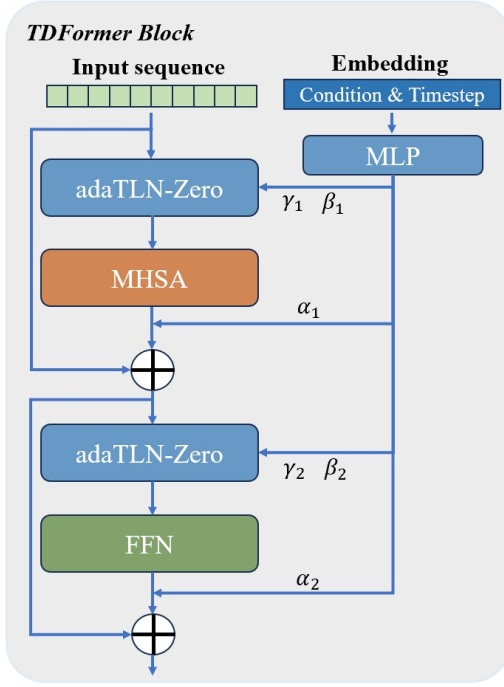 TDFormer Block
Input sequence
Embedding
Condition & Timestep
MLP
adaTLN-Zero
γ₁ β₁
MHSA
α₁
adaTLN-Zero
γ₂ β₂
FFN
α₂